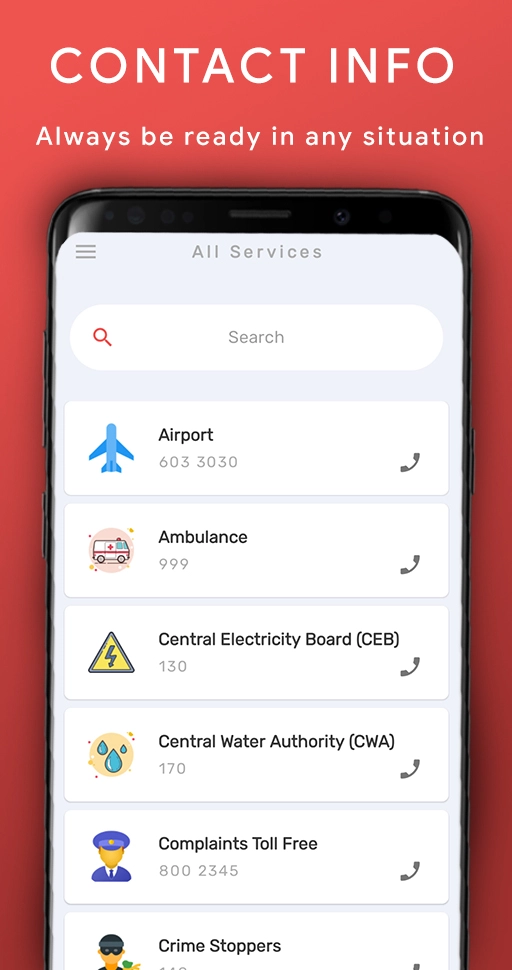 CONTACT INFO
Always be ready in any situation
All Services
Search
Airport
603 3030
Ambulance
999
Central Electricity Board (CEB)
130
Central Water Authority (CWA)
170
Complaints Toll Free
800 2345
Crime Stoppers